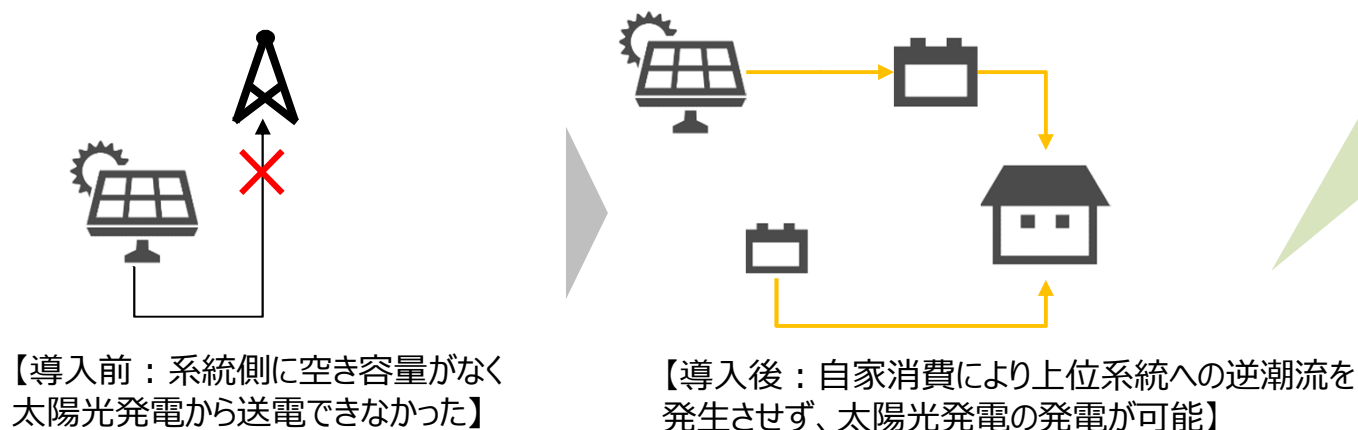 【導入前：系統側に空き容量がなく
太陽光発電から送電できなかった】
【導入後：自家消費により上位系統への逆潮流を
発生させず、太陽光発電の発電が可能】